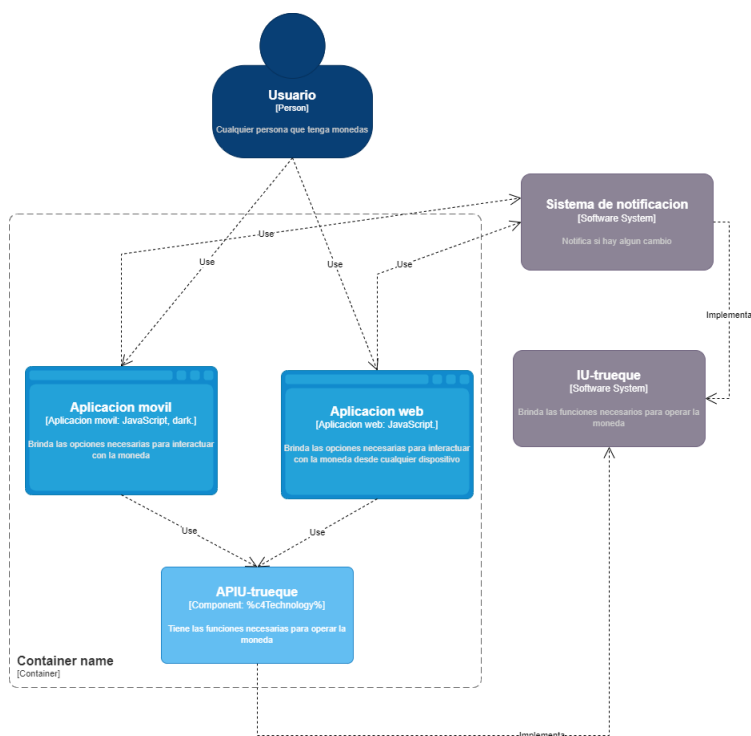 Usuario
[Person]
Cualquier persona que tenga monedas
Sistema de notificacion
[Software System]
Notifica si hay algun cambio
Use
Use
Use
Use
Implementa
IU-trueque
[Software System]
Brinda las funciones necesarios para operar la
moneda
Aplicacion movil
[Aplicacion movil: JavaScript, dark.]
Brinda las opciones necesarias para interactuar
con la moneda
Aplicacion web
[Aplicacion web: JavaScript.]
Brinda las opciones necesarias para interactuar
con la moneda desde cualquier dispositivo
Use
Use
APIU-trueque
[Component: %c4Technology%]
Tiene las funciones necesarias para operar la
moneda
Container name
[Container]
Implementa